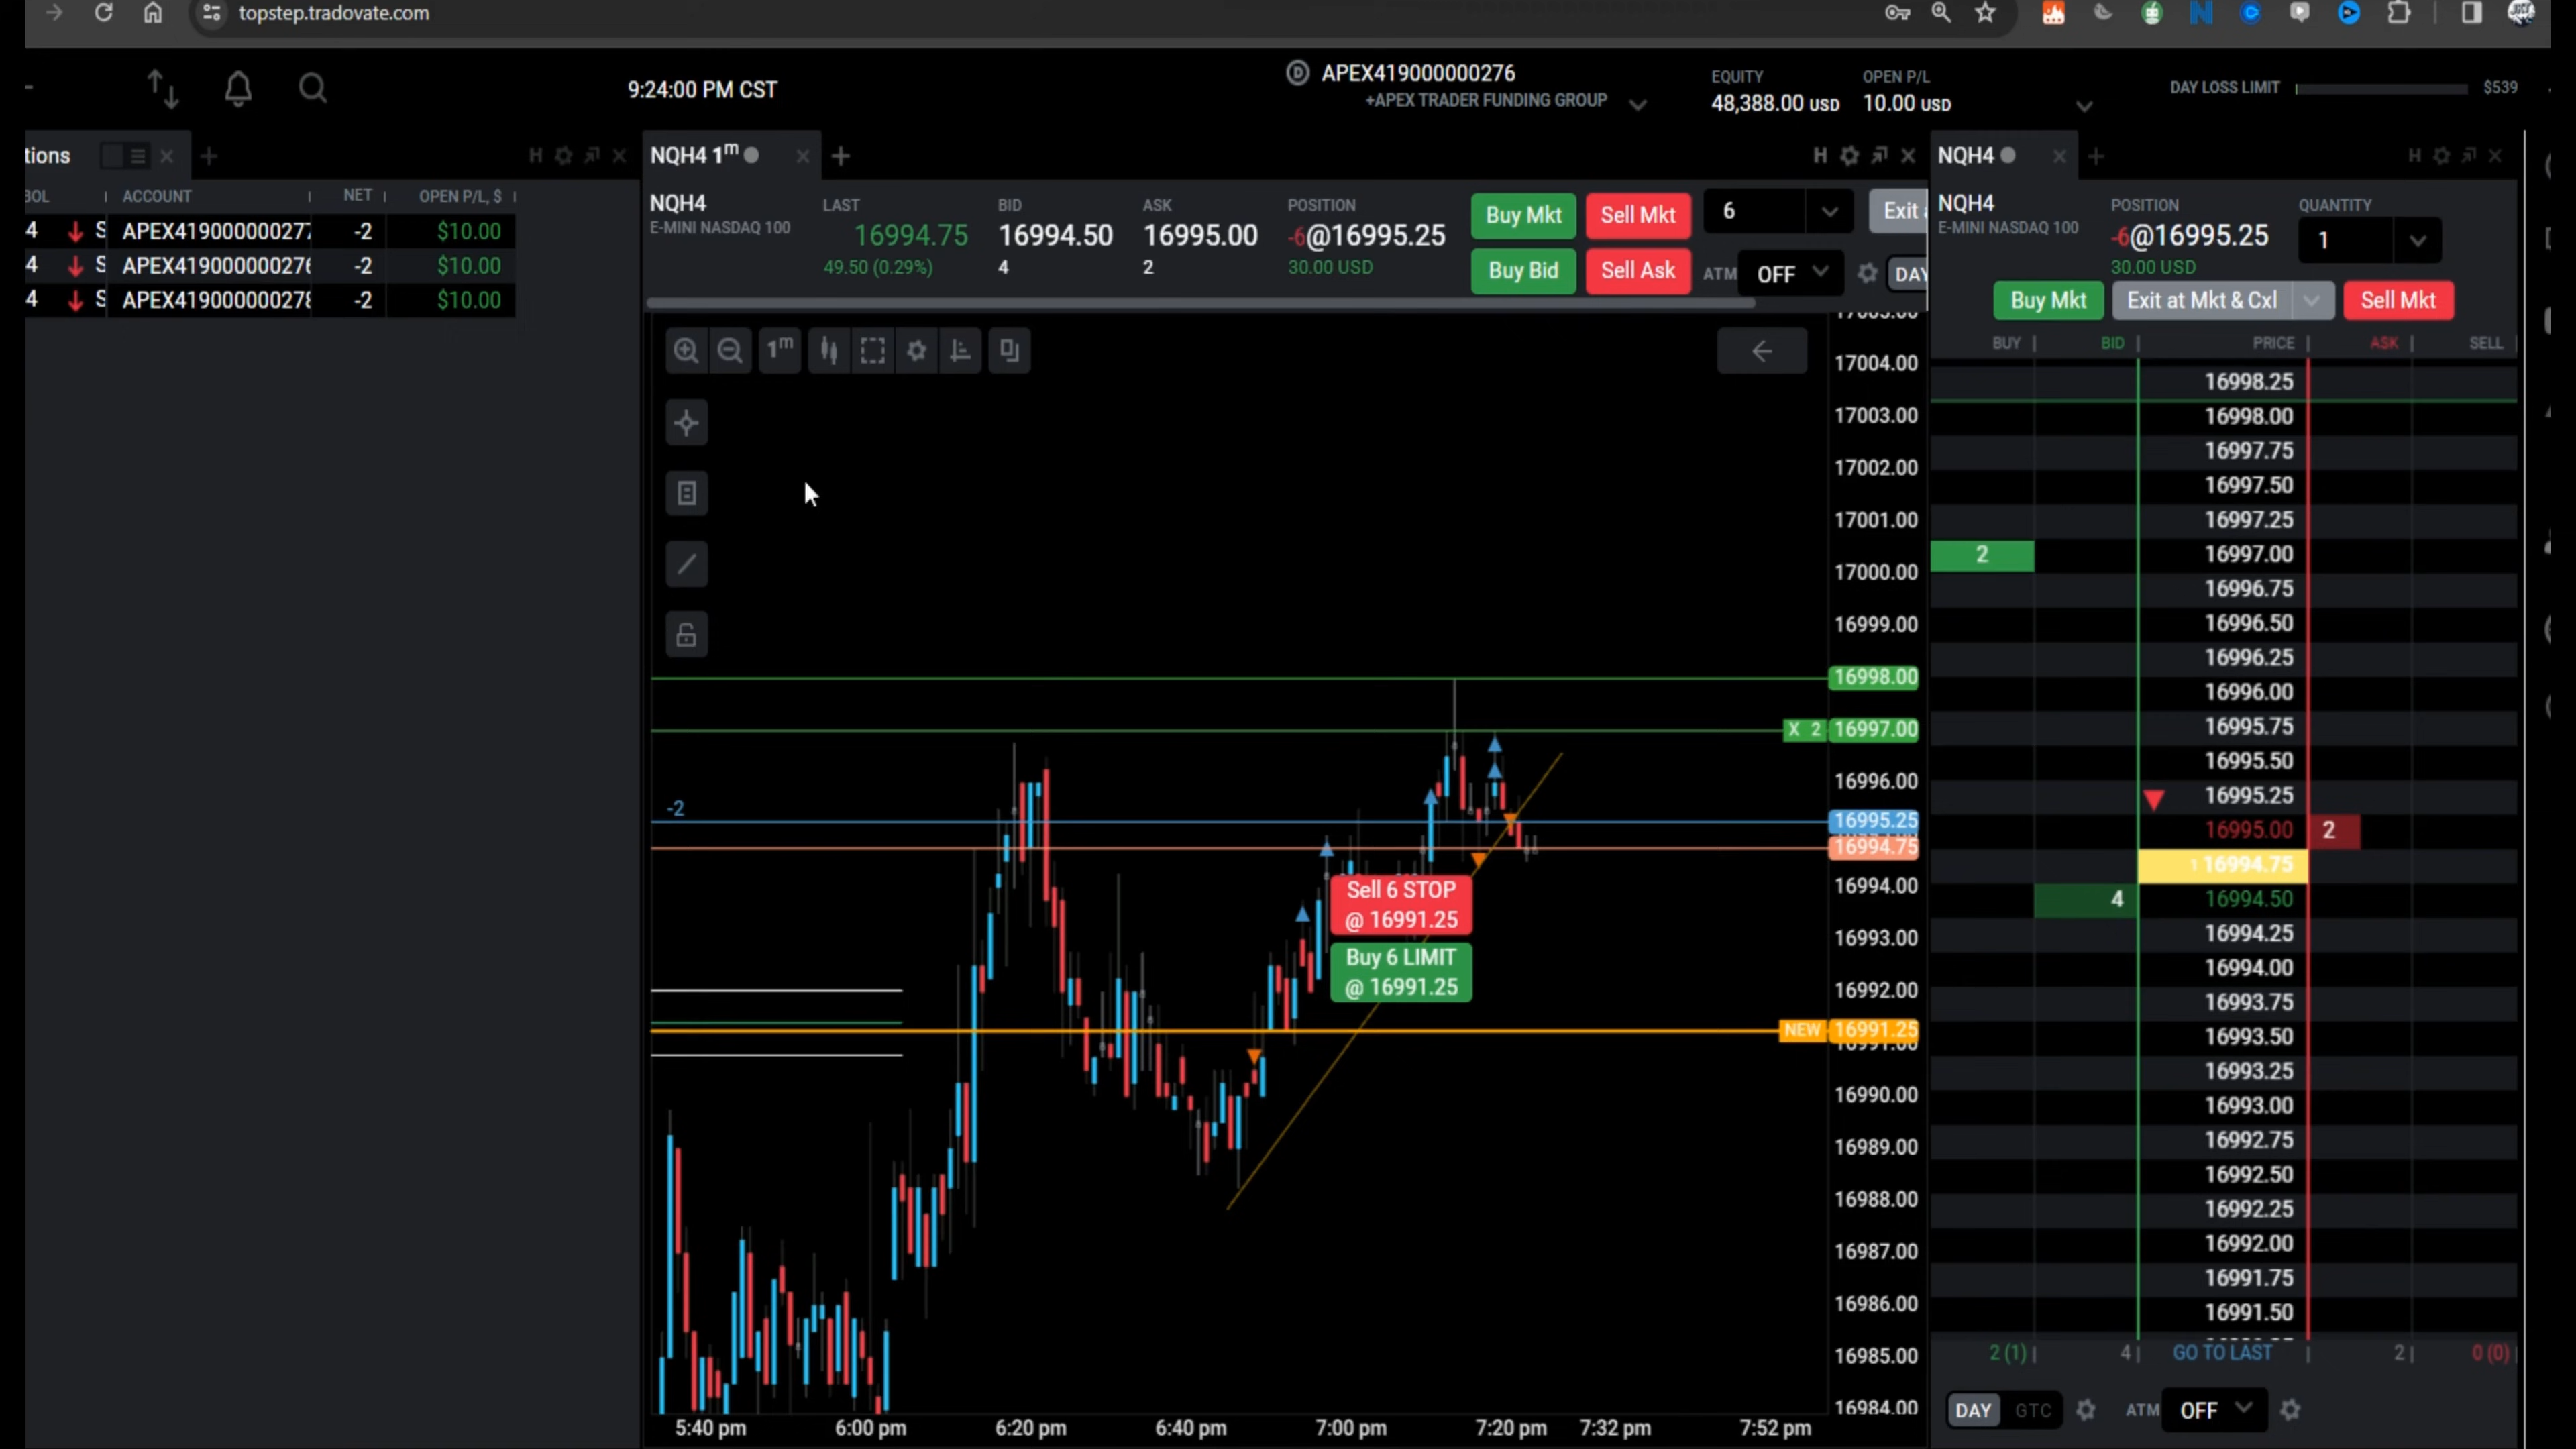 topstep.tradovate.com
9:24:00 PM CST
D APEX419000000276
+APEX TRADER FUNDING GROUP
EQUITY
48,388.00 USD
OPEN P/L
10.00 USD
DAY LOSS LIMIT $539
tions
BOL ACCOUNT NET OPEN P/L, $
4 S APEX419000000277 -2 $10.00
4 S APEX419000000276 -2 $10.00
4 S APEX419000000278 -2 $10.00
NQH4 1m
H
NQH4
E-MINI NASDAQ 100
LAST
16994.75
49.50 (0.29%)
BID
16994.50
4
ASK
16995.00
2
POSITION
-6@16995.25
30.00 USD
Buy Mkt Sell Mkt 6 Exit
Buy Bid Sell Ask ATM OFF DAY
1m
17004.00
17003.00
17002.00
17001.00
17000.00
16999.00
16998.00
X 2 16997.00
16996.00
-2 16995.25
16994.75
16994.00
Sell 6 STOP
@ 16991.25
Buy 6 LIMIT
@ 16991.25
16993.00
16992.00
NEW 16991.25
16991.00
16990.00
16989.00
16988.00
16987.00
16986.00
16985.00
16984.00
5:40 pm 6:00 pm 6:20 pm 6:40 pm 7:00 pm 7:20 pm 7:32 pm 7:52 pm
NQH4
H
NQH4
E-MINI NASDAQ 100
POSITION
-6@16995.25
30.00 USD
QUANTITY
1
Buy Mkt Exit at Mkt & Cxl Sell Mkt
BUY BID PRICE ASK SELL
16998.25
16998.00
16997.75
16997.50
16997.25
2 16997.00
16996.75
16996.50
16996.25
16996.00
16995.75
16995.50
16995.25
16995.00 2
1 16994.75
4 16994.50
16994.25
16994.00
16993.75
16993.50
16993.25
16993.00
16992.75
16992.50
16992.25
16992.00
16991.75
16991.50
2 (1) 4 GO TO LAST 2 0 (0)
DAY GTC ATM OFF